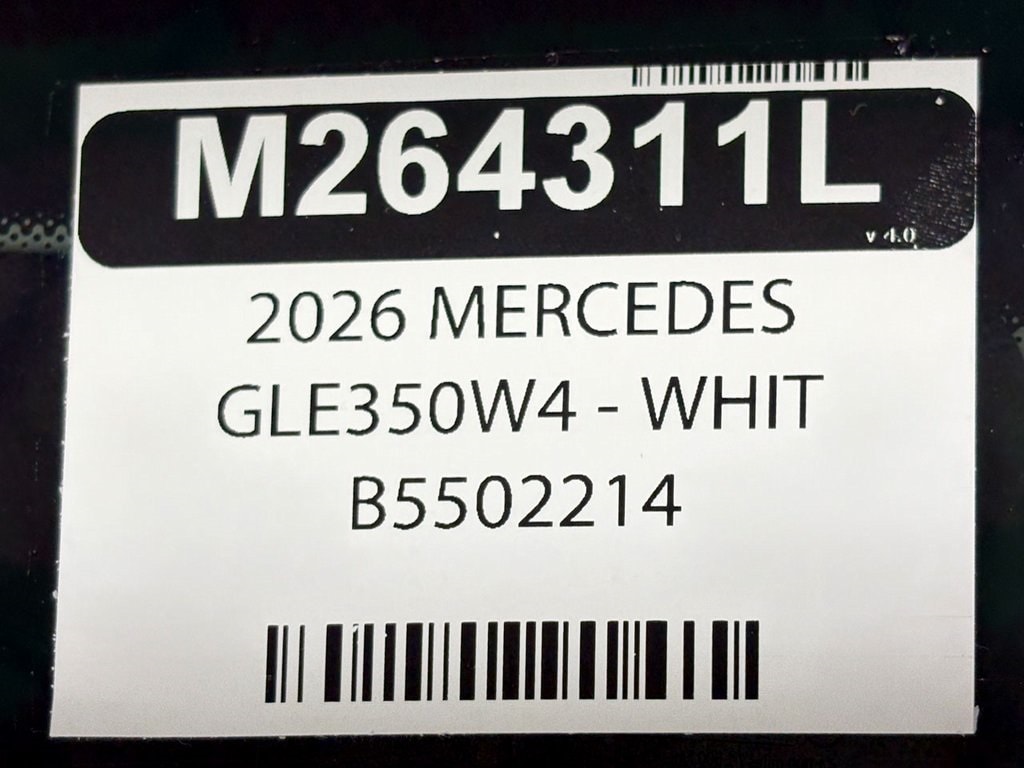 M264311L
v 4.0
2026 MERCEDES
GLE350W4 - WHIT
B5502214